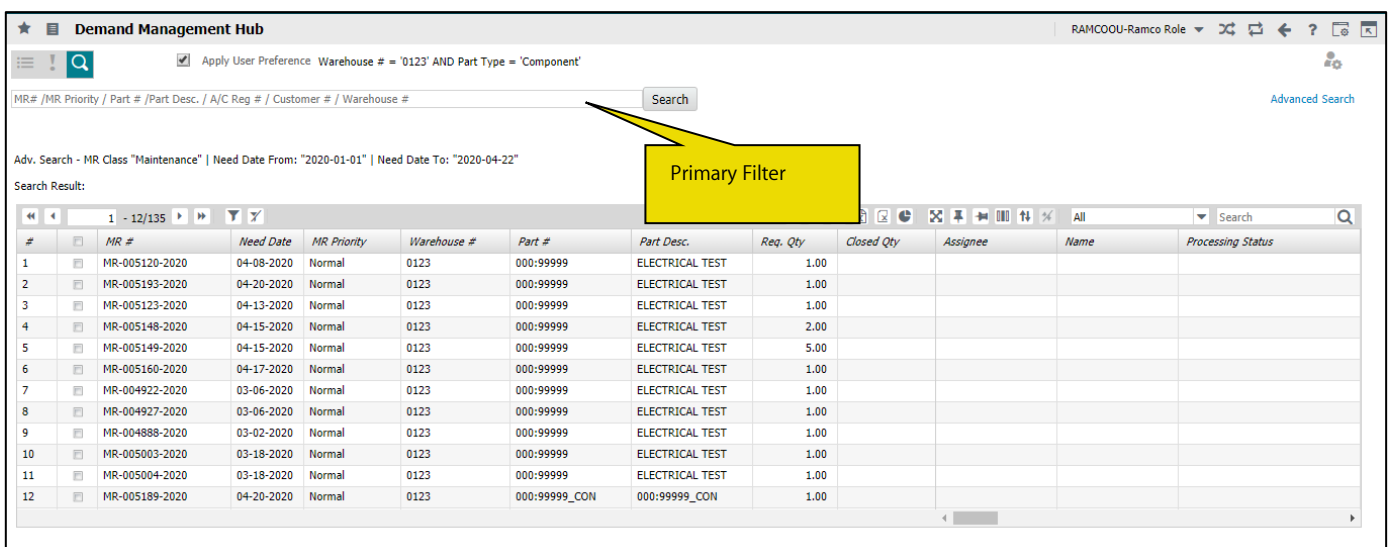 Demand Management Hub RAMCOOU-Ramco Role ?
! Apply User Preference Warehouse # = '0123' AND Part Type = 'Component'
MR# /MR Priority / Part # /Part Desc. / A/C Reg # / Customer # / Warehouse # Search Advanced Search
Adv. Search - MR Class "Maintenance" | Need Date From: "2020-01-01" | Need Date To: "2020-04-22"
Primary Filter
Search Result:
1 - 12/135 All Search
# MR # Need Date MR Priority Warehouse # Part # Part Desc. Req. Qty Closed Qty Assignee Name Processing Status
1 MR-005120-2020 04-08-2020 Normal 0123 000:99999 ELECTRICAL TEST 1.00
2 MR-005193-2020 04-20-2020 Normal 0123 000:99999 ELECTRICAL TEST 1.00
3 MR-005123-2020 04-13-2020 Normal 0123 000:99999 ELECTRICAL TEST 1.00
4 MR-005148-2020 04-15-2020 Normal 0123 000:99999 ELECTRICAL TEST 2.00
5 MR-005149-2020 04-15-2020 Normal 0123 000:99999 ELECTRICAL TEST 5.00
6 MR-005160-2020 04-17-2020 Normal 0123 000:99999 ELECTRICAL TEST 1.00
7 MR-004922-2020 03-06-2020 Normal 0123 000:99999 ELECTRICAL TEST 1.00
8 MR-004927-2020 03-06-2020 Normal 0123 000:99999 ELECTRICAL TEST 1.00
9 MR-004888-2020 03-02-2020 Normal 0123 000:99999 ELECTRICAL TEST 1.00
10 MR-005003-2020 03-18-2020 Normal 0123 000:99999 ELECTRICAL TEST 1.00
11 MR-005004-2020 03-18-2020 Normal 0123 000:99999 ELECTRICAL TEST 1.00
12 MR-005189-2020 04-20-2020 Normal 0123 000:99999_CON 000:99999_CON 1.00